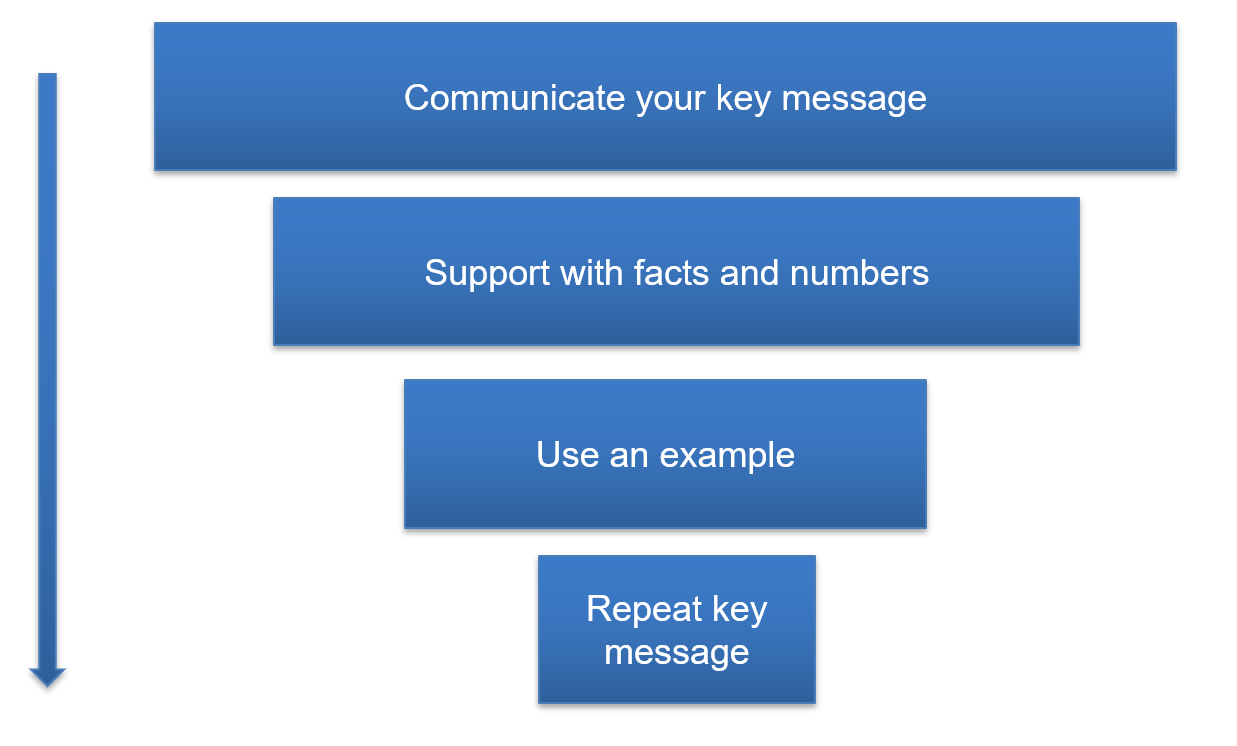 Communicate your key message
Support with facts and numbers
Use an example
Repeat key
message